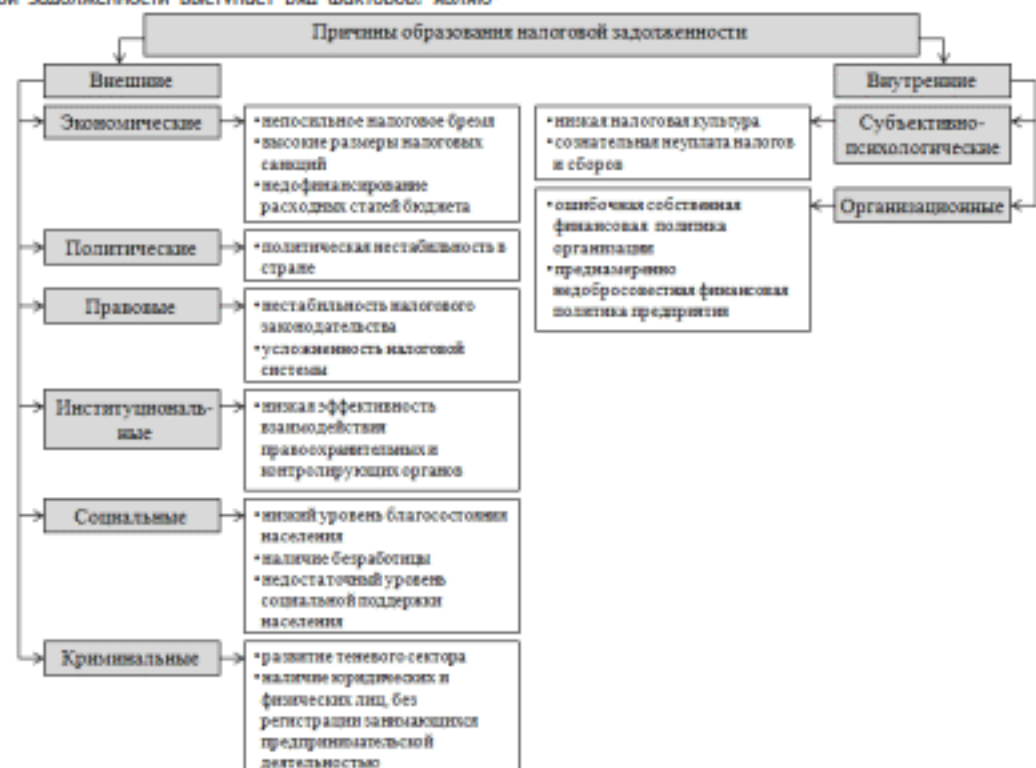 Причины образования налоговой задолженности
Внешние
Внутренние
Экономические
•непосильное налоговое бремя
•высокие размеры налоговых
санкций
•недофинансирование
расходных статей бюджета
•низкая налоговая культура
•сознательная неуплата налогов
и сборов
Субъективно-
психологические
•ошибочная собственная
финансовая политика
организации
•преднамеренно
недобросовестная финансовая
политика предприятия
Организационные
Политические
•политическая нестабильность в
стране
Правовые
•нестабильность налогового
законодательства
•усложненность налоговой
системы
Институциональ-
ные
•низкая эффективность
взаимодействия
правоохранительных и
контролирующих органов
Социальные
•низкий уровень благосостояния
населения
•наличие безработицы
•недостаточный уровень
социальной поддержки
населения
Криминальные
•развитие теневого сектора
•наличие юридических и
физических лиц, без
регистрации занимающихся
предпринимательской
деятельностью